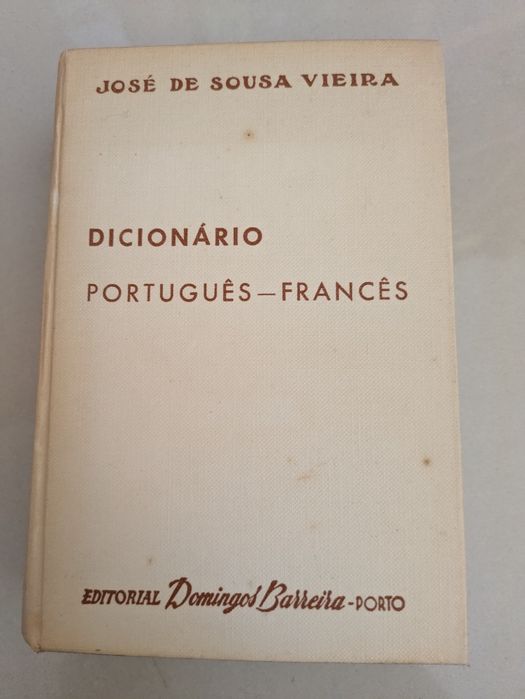 JOSÉ DE SOUSA VIEIRA
DICIONÁRIO
PORTUGUÊS — FRANCÊS
EDITORIAL Domingos Barreira - PORTO